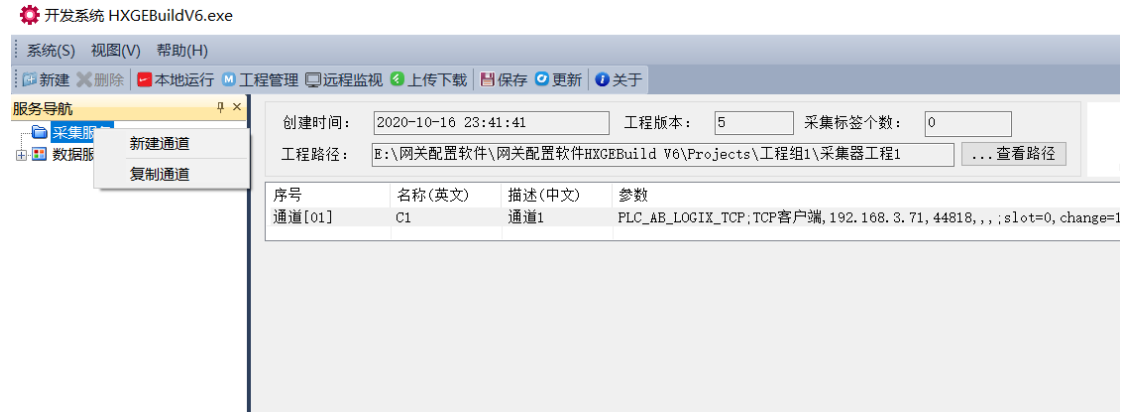 开发系统 HXGEBuildV6.exe
系统(S) 视图(V) 帮助(H)
新建 删除 本地运行 工程管理 远程监视 上传下载 保存 更新 关于
服务导航
采集服
数据服
新建通道
复制通道
创建时间: 2020-10-16 23:41:41 工程版本: 5 采集标签个数: 0
工程路径: E:\网关配置软件\网关配置软件HXGEBuild V6\Projects\工程组1\采集器工程1 ...查看路径
序号 名称(英文) 描述(中文) 参数
通道[01] C1 通道1 PLC_AB_LOGIX_TCP;TCP客户端,192.168.3.71,44818,,,;slot=0,change=1